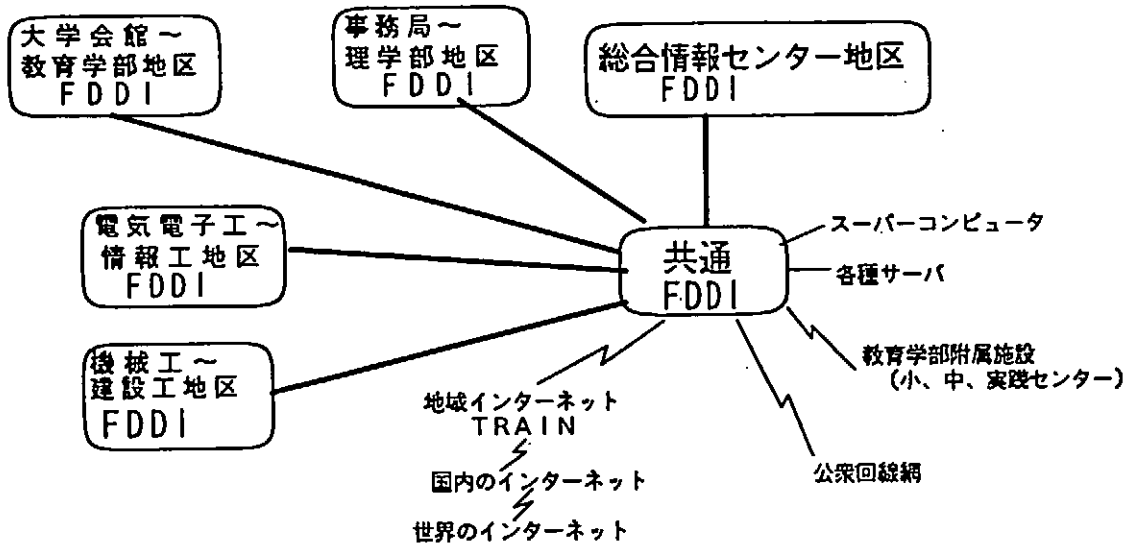 大学会館～
教育学部地区
FDDI
事務局～
理学部地区
FDDI
総合情報センター地区
FDDI
電気電子工～
情報工地区
FDDI
機械工～
建設工地区
FDDI
共通
FDDI
スーパーコンピュータ
各種サーバ
教育学部附属施設
(小、中、実践センター)
公衆回線網
地域インターネット
TRAIN
国内のインターネット
世界のインターネット